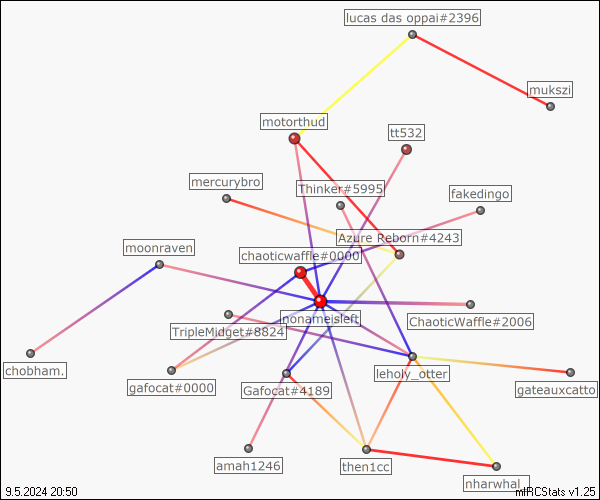 lucas das oppai#2396
mukszi
motorthud
tt532
mercurybro
Thinker#5995
fakedingo
Azure Reborn#4243
moonraven
chaoticwaffle#0000
nonameisleft
ChaoticWaffle#2006
TripleMidget#8824
chobham.
gafocat#0000
Gafocat#4189
leholy_otter
gateauxcatto
amah1246
then1cc
nharwhal_
9.5.2024 20:50
mIRCStats v1.25